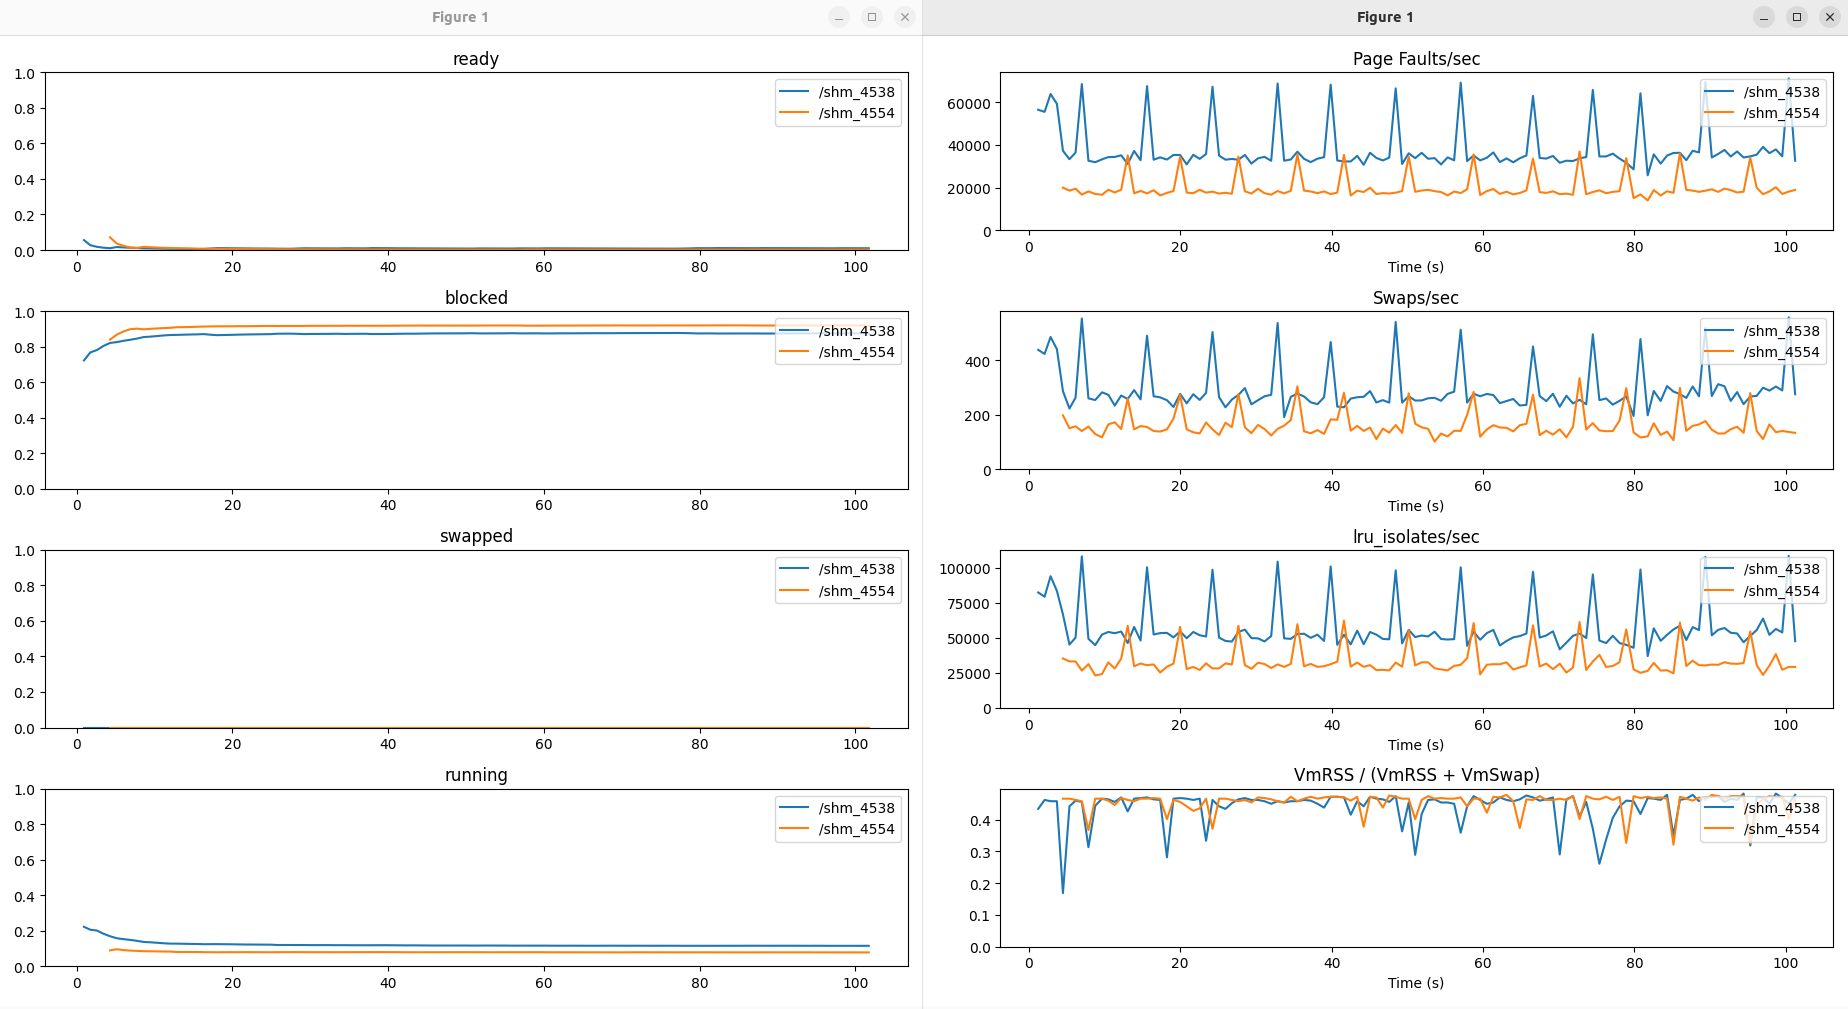 Figure 1
ready
1.0
0.8
0.6
0.4
0.2
0.0
/shm_4538
/shm_4554
0 20 40 60 80 100
blocked
1.0
0.8
0.6
0.4
0.2
0.0
/shm_4538
/shm_4554
0 20 40 60 80 100
swapped
1.0
0.8
0.6
0.4
0.2
0.0
/shm_4538
/shm_4554
0 20 40 60 80 100
running
1.0
0.8
0.6
0.4
0.2
0.0
/shm_4538
/shm_4554
0 20 40 60 80 100
Figure 1
Page Faults/sec
60000
40000
20000
0
/shm_4538
/shm_4554
0 20 40 60 80 100
Time (s)
Swaps/sec
400
200
0
/shm_4538
/shm_4554
0 20 40 60 80 100
Time (s)
lru_isolates/sec
100000
75000
50000
25000
0
/shm_4538
/shm_4554
0 20 40 60 80 100
Time (s)
VmRSS / (VmRSS + VmSwap)
0.4
0.3
0.2
0.1
0.0
/shm_4538
/shm_4554
0 20 40 60 80 100
Time (s)